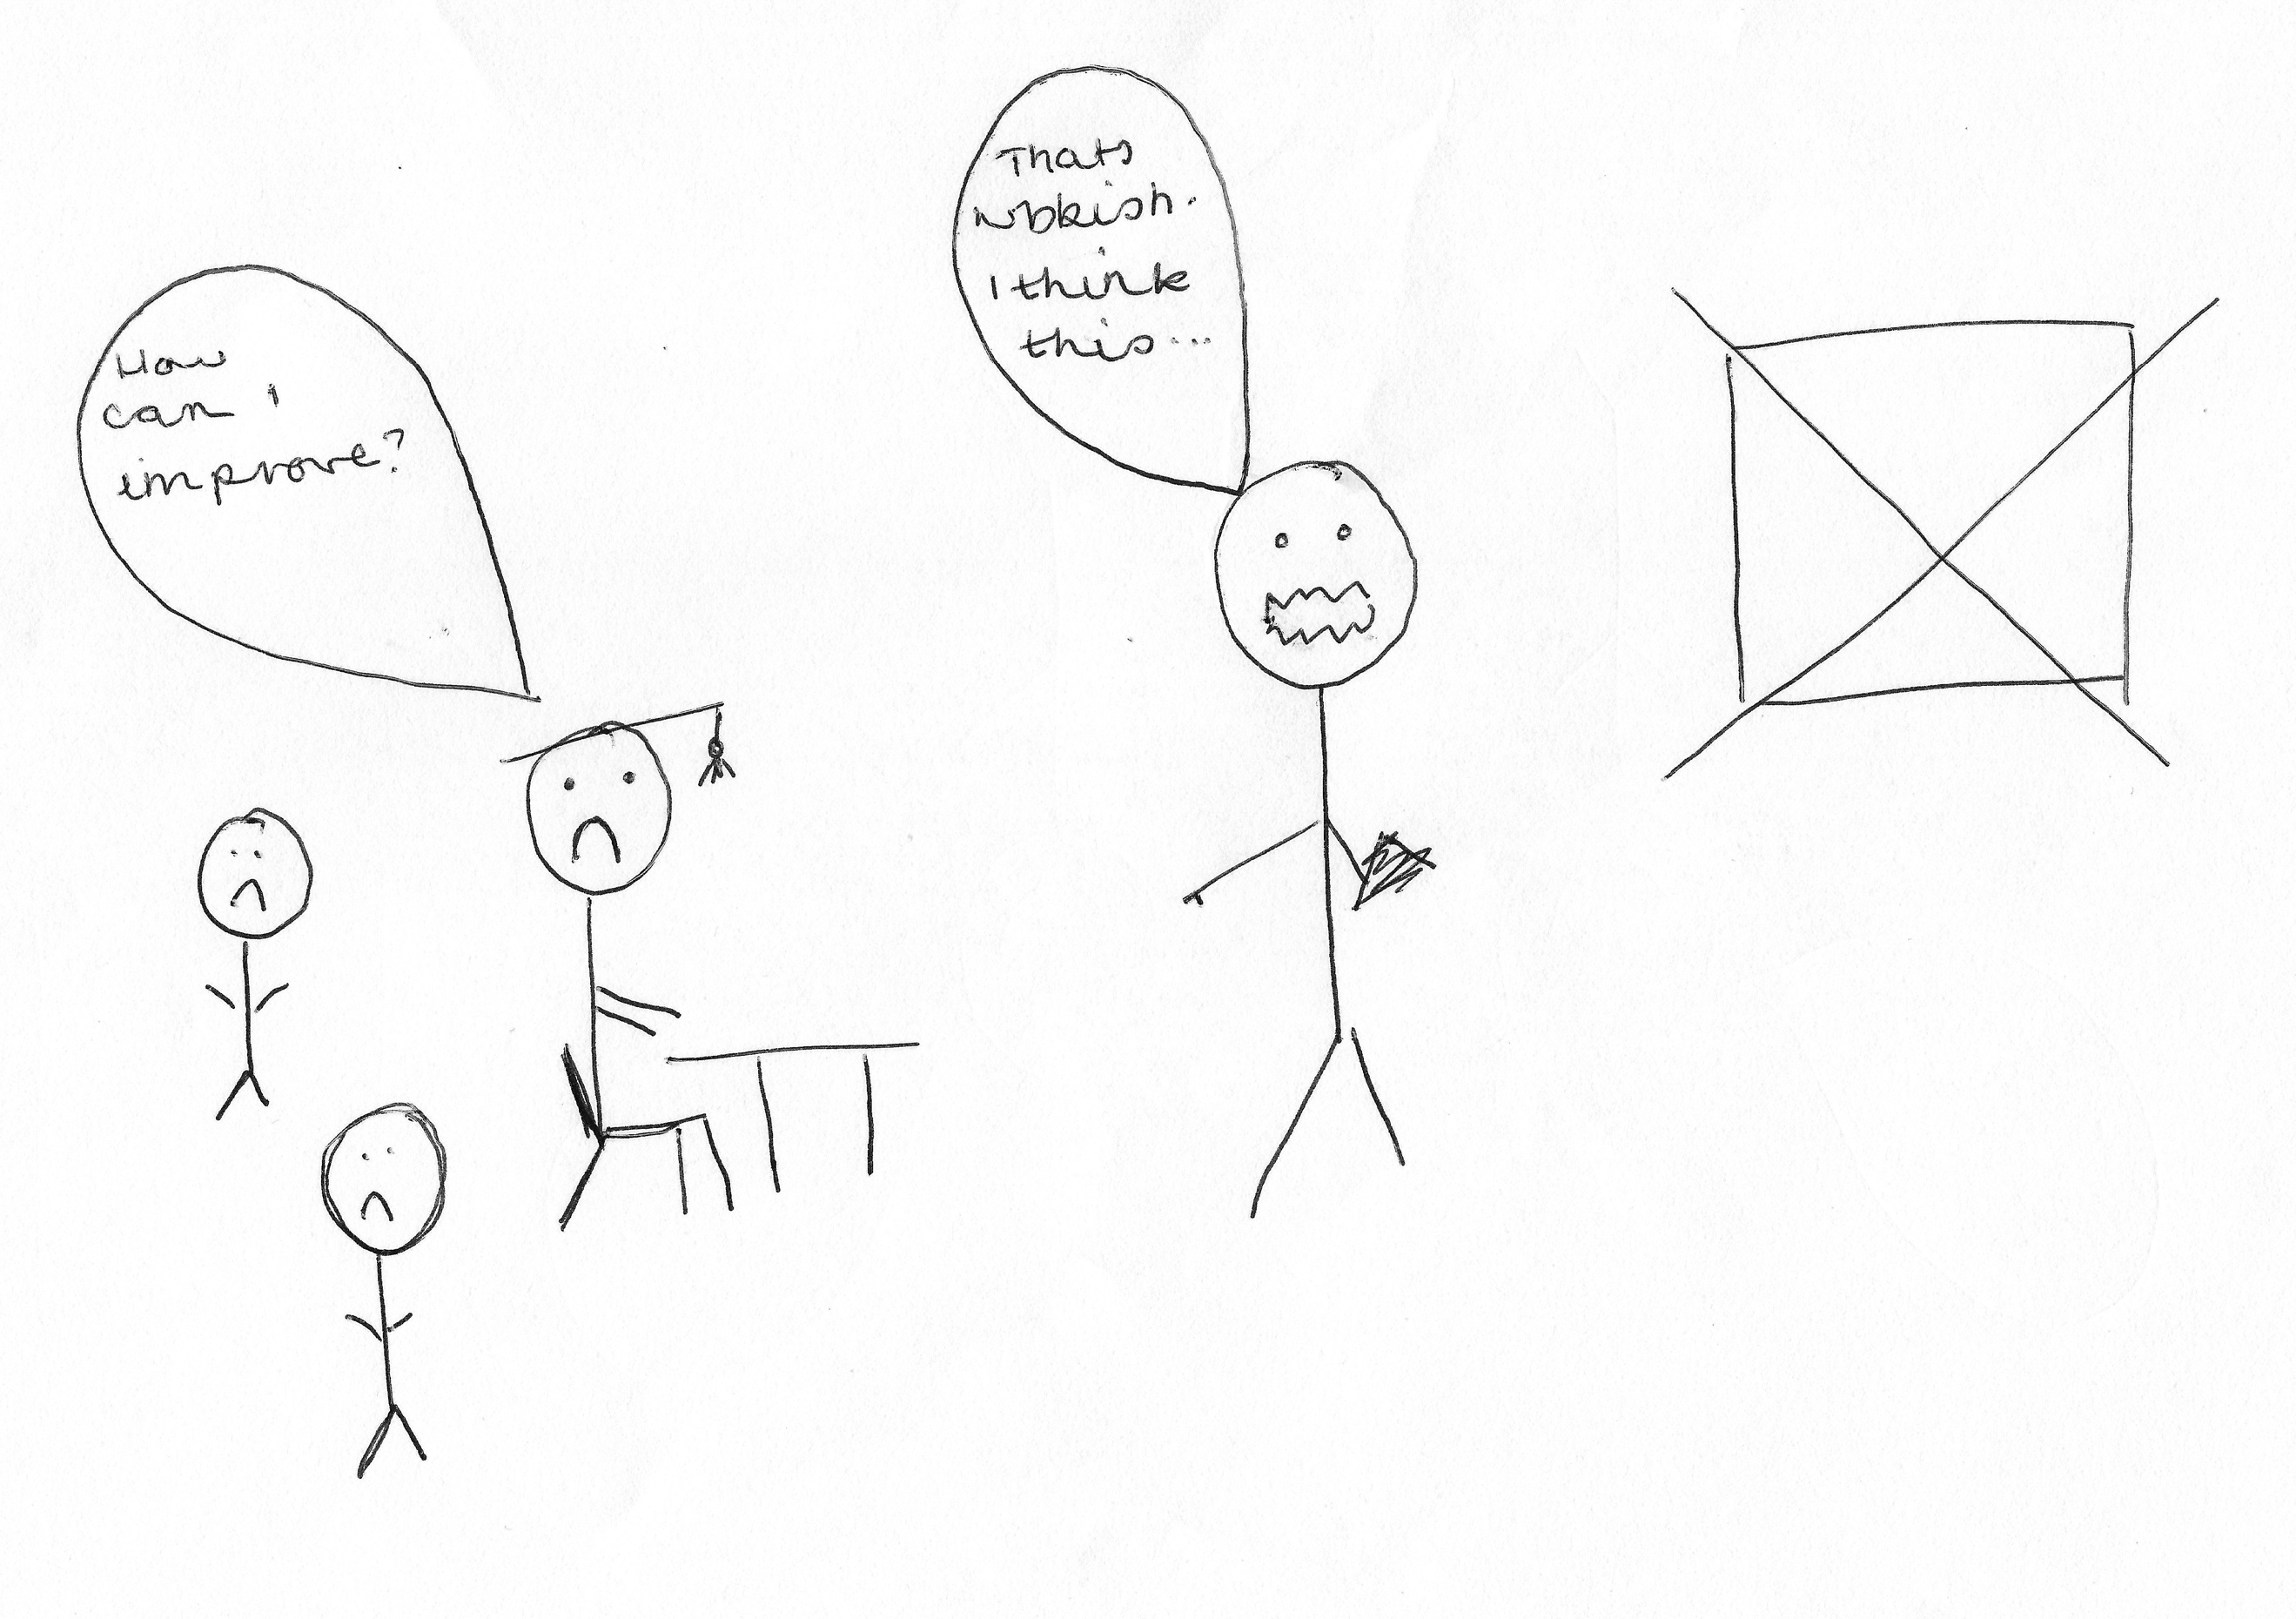 How
can I
improve?
Thats
rubbish.
I think
this...